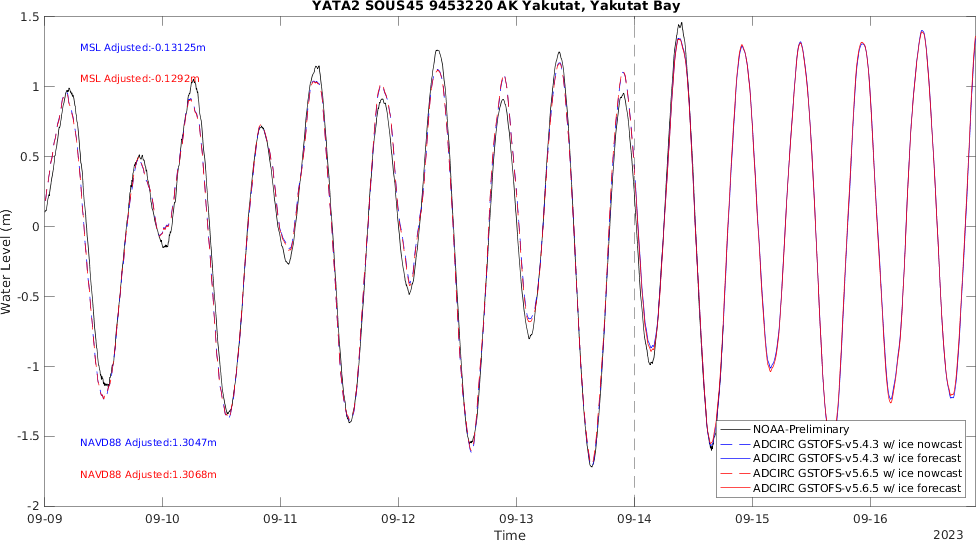 YATA2 SOUS45 9453220 AK Yakutat, Yakutat Bay
1.5
1
0.5
0
-0.5
-1
-1.5
-2
Water Level (m)
MSL Adjusted:-0.13125m
MSL Adjusted:-0.1292m
NAVD88 Adjusted:1.3047m
NAVD88 Adjusted:1.3068m
NOAA-Preliminary
ADCIRC GSTOFS-v5.4.3 w/ ice nowcast
ADCIRC GSTOFS-v5.4.3 w/ ice forecast
ADCIRC GSTOFS-v5.6.5 w/ ice nowcast
ADCIRC GSTOFS-v5.6.5 w/ ice forecast
09-09 09-10 09-11 09-12 09-13 09-14 09-15 09-16
Time
2023